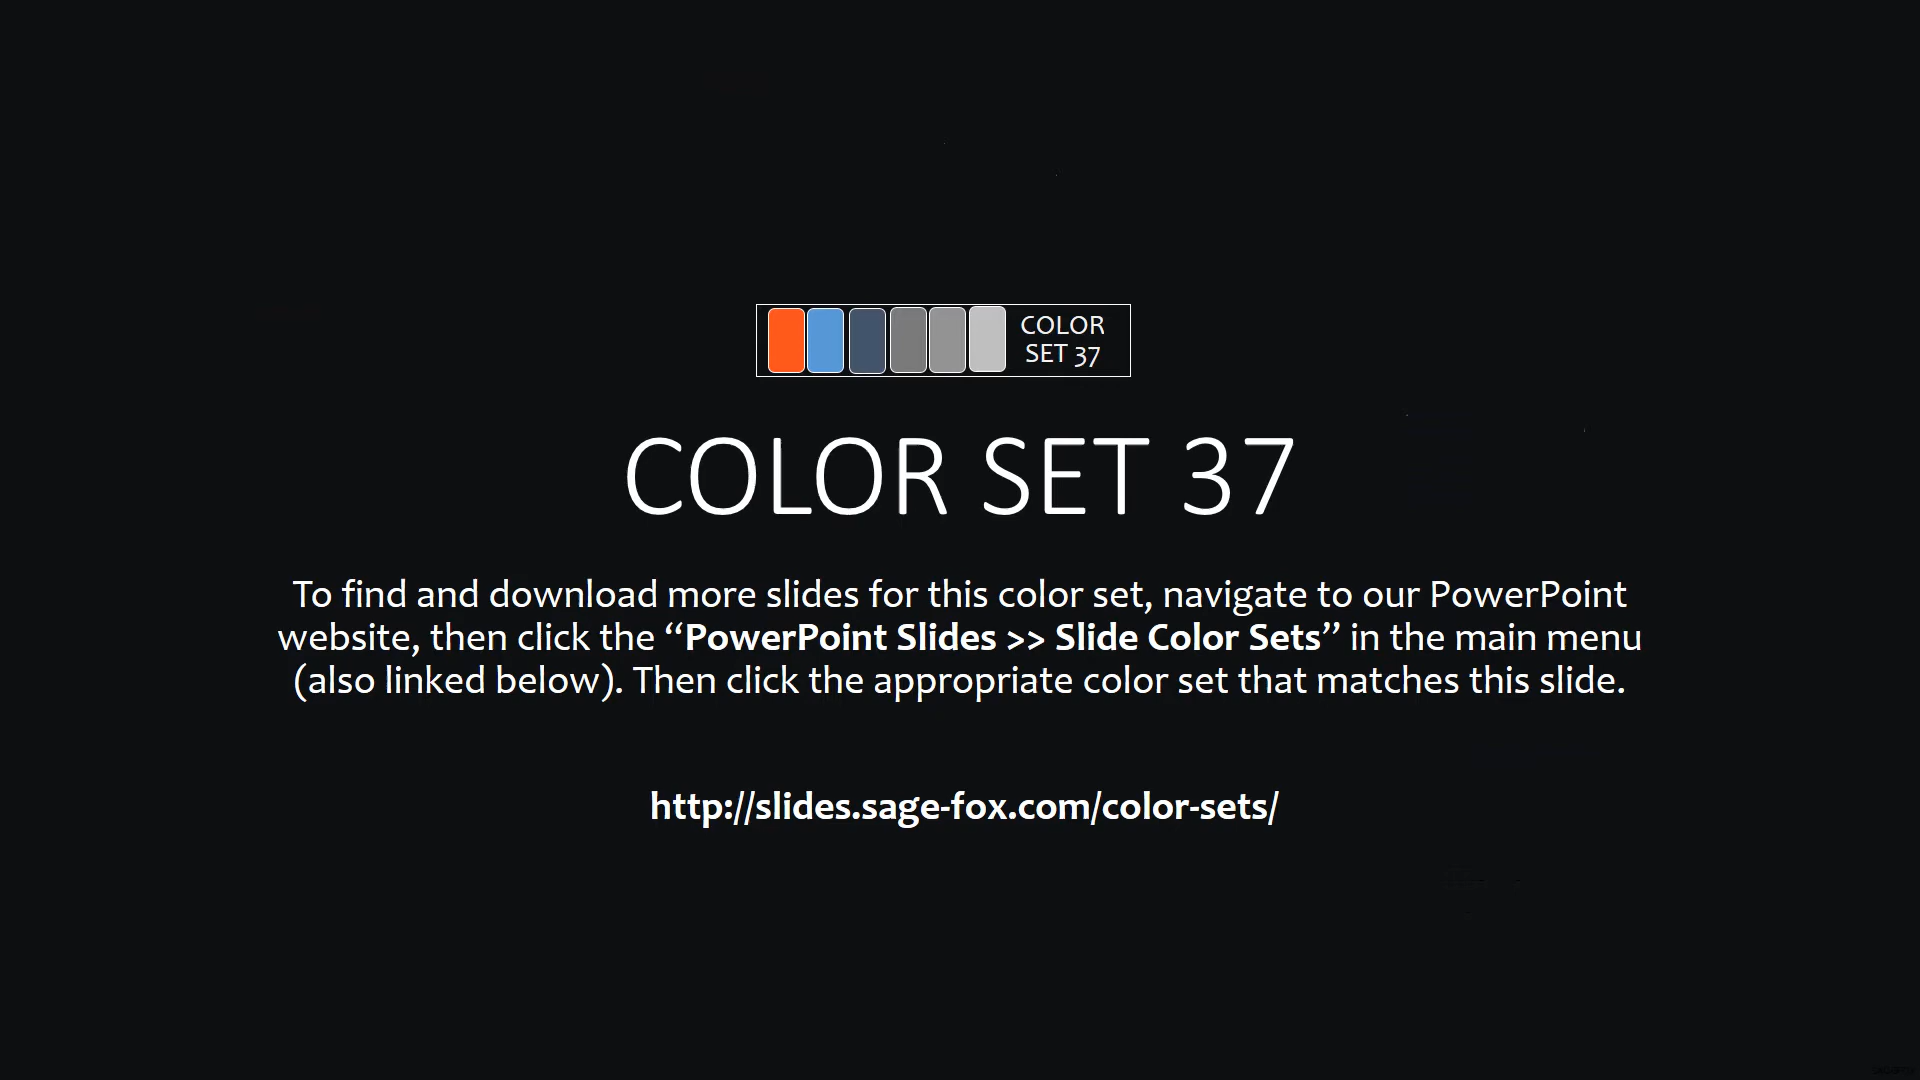 COLOR
SET 37
COLOR SET 37
To find and download more slides for this color set, navigate to our PowerPoint
website, then click the “PowerPoint Slides >> Slide Color Sets” in the main menu
(also linked below). Then click the appropriate color set that matches this slide.
http://slides.sage-fox.com/color-sets/